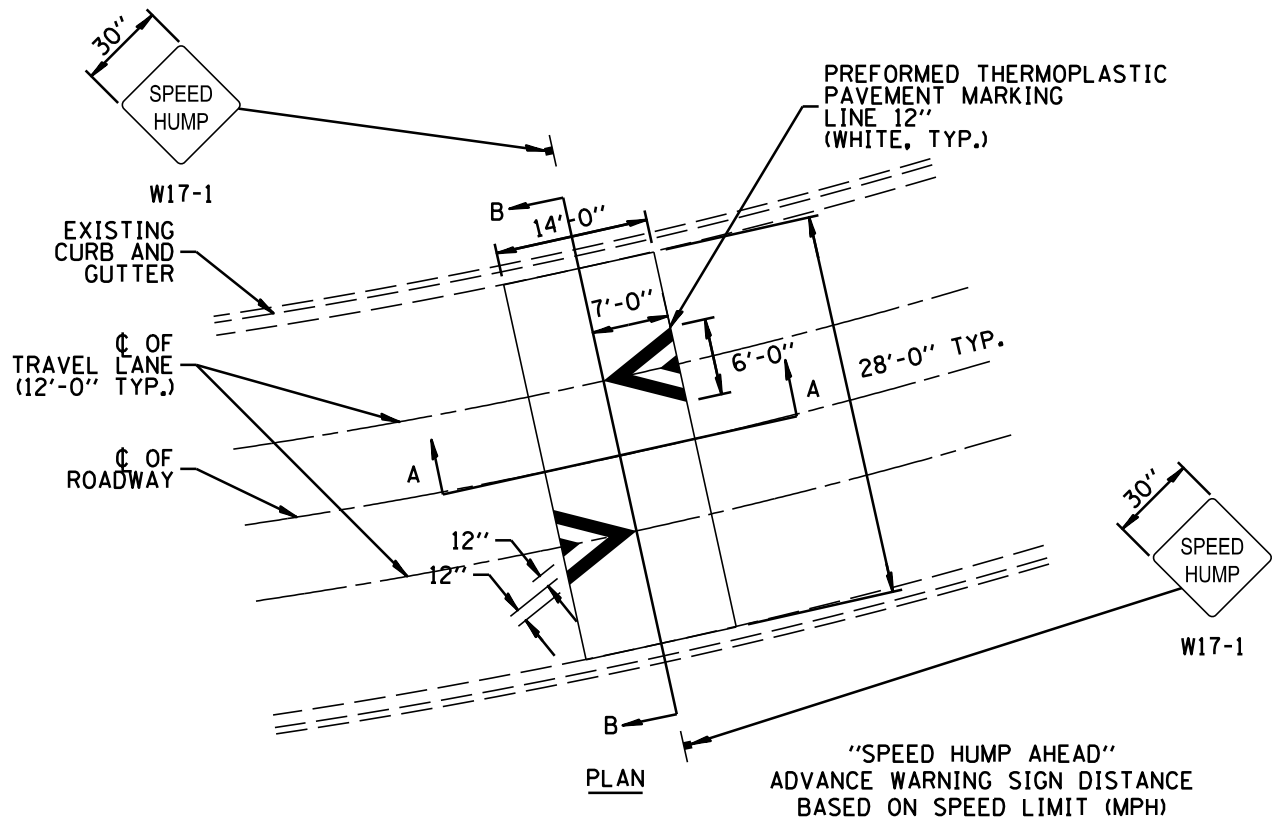 30"
SPEED
HUMP
W17-1
PREFORMED THERMOPLASTIC
PAVEMENT MARKING
LINE 12"
(WHITE, TYP.)
EXISTING
CURB AND
GUTTER
B
14'-0"
7'-0"
6'-0"
28'-0" TYP.
℄ OF
TRAVEL LANE
(12'-0" TYP.)
A
℄ OF
ROADWAY
A
12"
12"
30"
SPEED
HUMP
W17-1
B
PLAN
"SPEED HUMP AHEAD"
ADVANCE WARNING SIGN DISTANCE
BASED ON SPEED LIMIT (MPH)